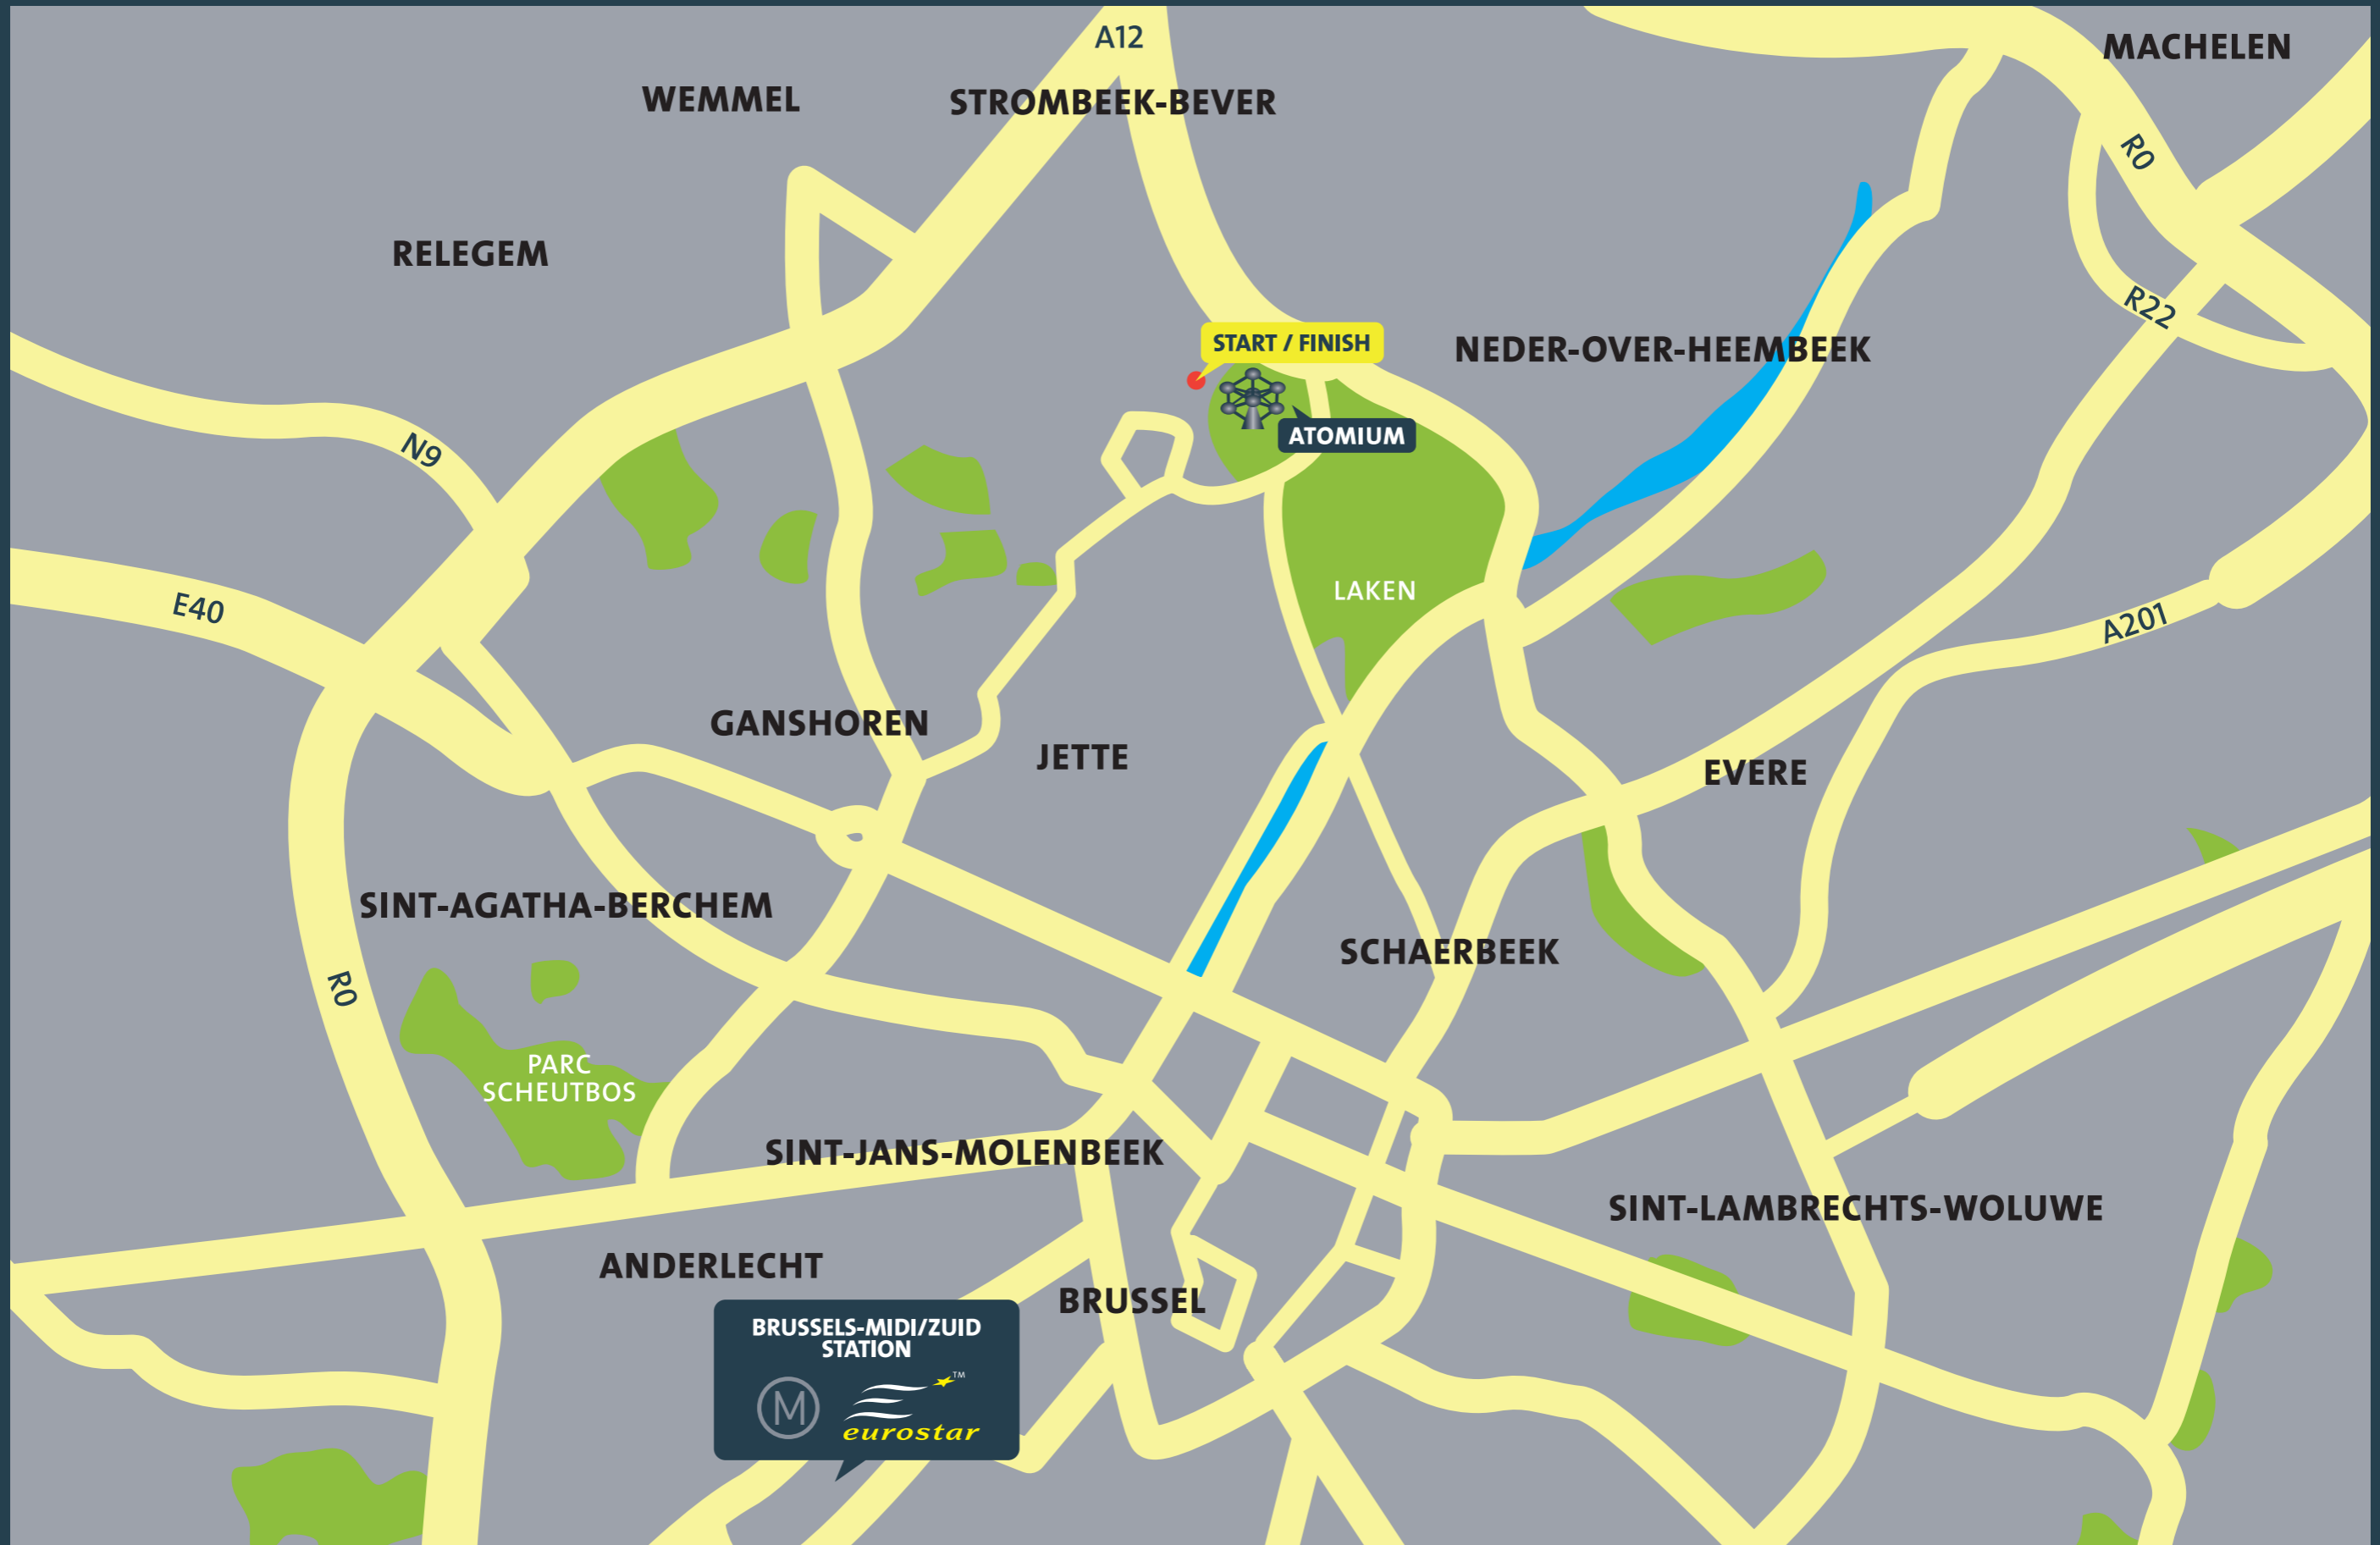 A12
MACHELEN
WEMMEL
STROMBEEK-BEVER
R0
RELEGEM
R22
START / FINISH
NEDER-OVER-HEEMBEEK
N9
ATOMIUM
LAKEN
E40
A201
GANSHOREN
JETTE
EVERE
SINT-AGATHA-BERCHEM
SCHAERBEEK
R0
PARC
SCHEUTBOS
SINT-JANS-MOLENBEEK
SINT-LAMBRECHTS-WOLUWE
ANDERLECHT
BRUSSEL
BRUSSELS-MIDI/ZUID
STATION
M
eurostar™